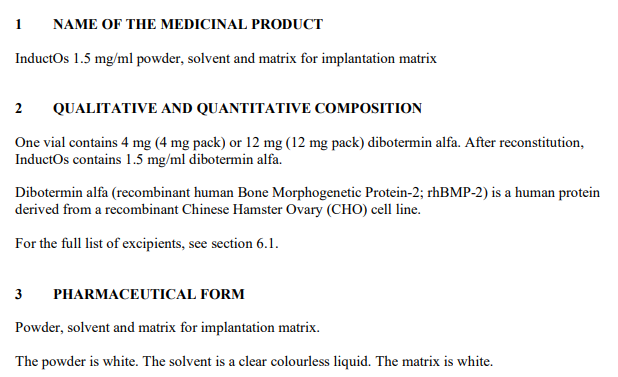 1 NAME OF THE MEDICINAL PRODUCT
InductOs 1.5 mg/ml powder, solvent and matrix for implantation matrix
2 QUALITATIVE AND QUANTITATIVE COMPOSITION
One vial contains 4 mg (4 mg pack) or 12 mg (12 mg pack) dibotermin alfa. After reconstitution,
InductOs contains 1.5 mg/ml dibotermin alfa.
Dibotermin alfa (recombinant human Bone Morphogenetic Protein-2; rhBMP-2) is a human protein
derived from a recombinant Chinese Hamster Ovary (CHO) cell line.
For the full list of excipients, see section 6.1.
3 PHARMACEUTICAL FORM
Powder, solvent and matrix for implantation matrix.
The powder is white. The solvent is a clear colourless liquid. The matrix is white.